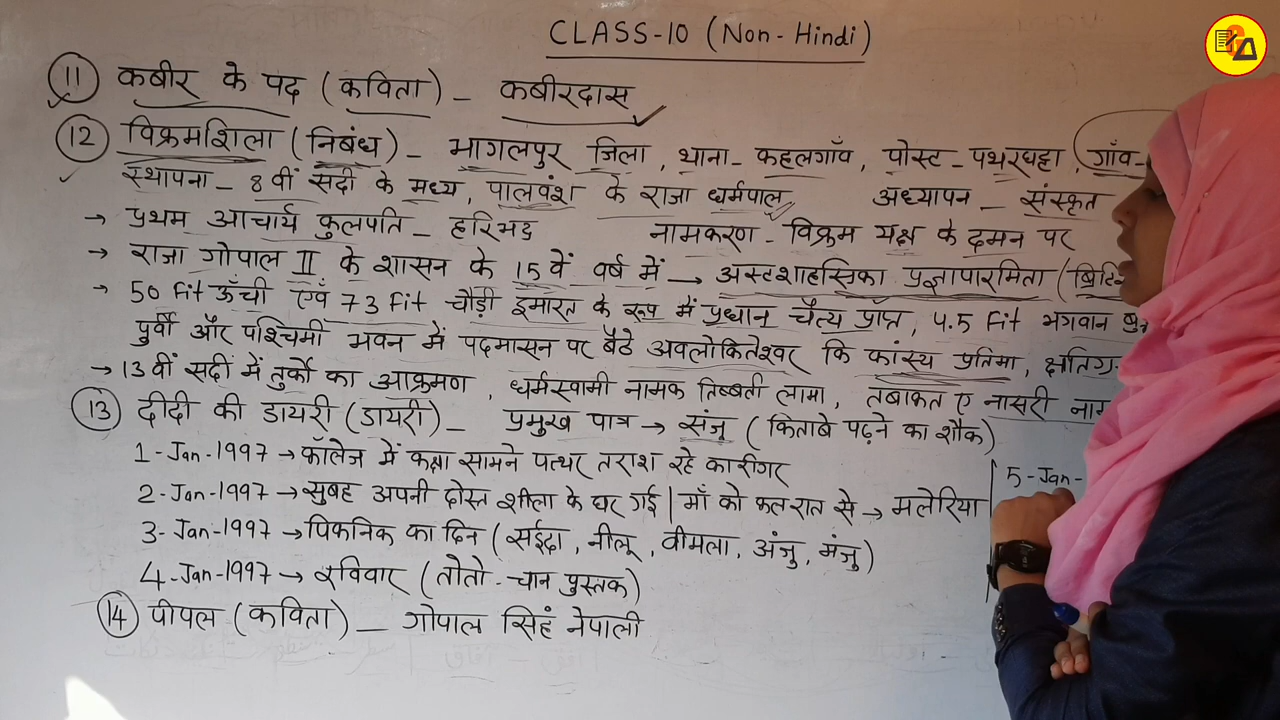 CLASS-10 (Non-Hindi)
11 कबीर के पद (कविता) - कबीरदास
12 विक्रमशिला (निबंध) - भागलपुर जिला, थाना - कहलगाँव, पोस्ट - पथरघट्टा (गाँव-
स्थापना - 8वीं सदी के मध्य, पालवंश के राजा धर्मपाल अध्यापन - संस्कृत
→ प्रथम आचार्य कुलपति - हरिभद्र नामकरण - विक्रम यक्ष के दमन पर
→ राजा गोपाल II के शासन के 15 वें वर्ष में → अस्टशाहस्त्रिका प्रज्ञापारमिता (
→ 50 Fit ऊँची एवं 73 Fit चौड़ी इमारत के रूप में प्रधान चैत्य प्राप्त, 4.5 Fit भगवान
पुर्वी और पश्चिमी भवन में पदमासन पर बैठे अवलोकितेश्वर कि कांस्य प्रतिमा,
→ 13वीं सदी में तुर्को का आक्रमण, धर्मस्वामी नामक तिब्बती लामा, तबाकत ए नासरी
13 दीदी की डायरी (डायरी) - प्रमुख पात्र → संजू (किताबे पढ़ने का शौक)
1-Jan-1997 → कॉलेज में कक्षा सामने पत्थर तराश रहे कारीगर
2-Jan-1997 → सुबह अपनी दोस्त शीला के घर गई | माँ को कल रात से → मलेरिया
5-Jan-
3-Jan-1997 → पिकनिक का दिन (सईदा, नीलू, वीमला, अंजु, मंजु)
4-Jan-1997 → रविवार (तोतो-चान पुस्तक)
14 पीपल (कविता) - गोपाल सिहं नेपाली